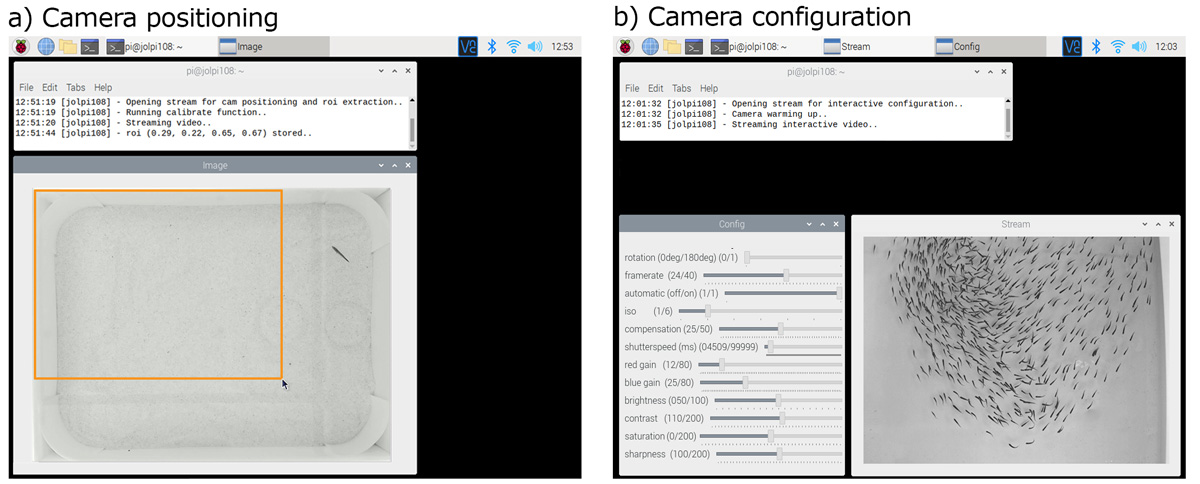 a) Camera positioning
pi@jolpi108: ~ Image 12:53
pi@jolpi108: ~
File Edit Tabs Help
12:51:19 [jolpi108] - Opening stream for cam positioning and roi extraction..
12:51:19 [jolpi108] - Running calibrate function..
12:51:20 [jolpi108] - Streaming video..
12:51:44 [jolpi108] - roi (0.29, 0.22, 0.65, 0.67) stored..
Image
b) Camera configuration
pi@jolpi108: ~ Stream Config 12:03
pi@jolpi108: ~
File Edit Tabs Help
12:01:32 [jolpi108] - Opening stream for interactive configuration..
12:01:32 [jolpi108] - Camera warming up..
12:01:35 [jolpi108] - Streaming interactive video..
Config
rotation (0deg/180deg) (0/1)
framerate (24/40)
automatic (off/on) (1/1)
iso (1/6)
compensation (25/50)
shutterspeed (ms) (04509/99999)
red gain (12/80)
blue gain (25/80)
brightness (050/100)
contrast (110/200)
saturation (0/200)
sharpness (100/200)
Stream